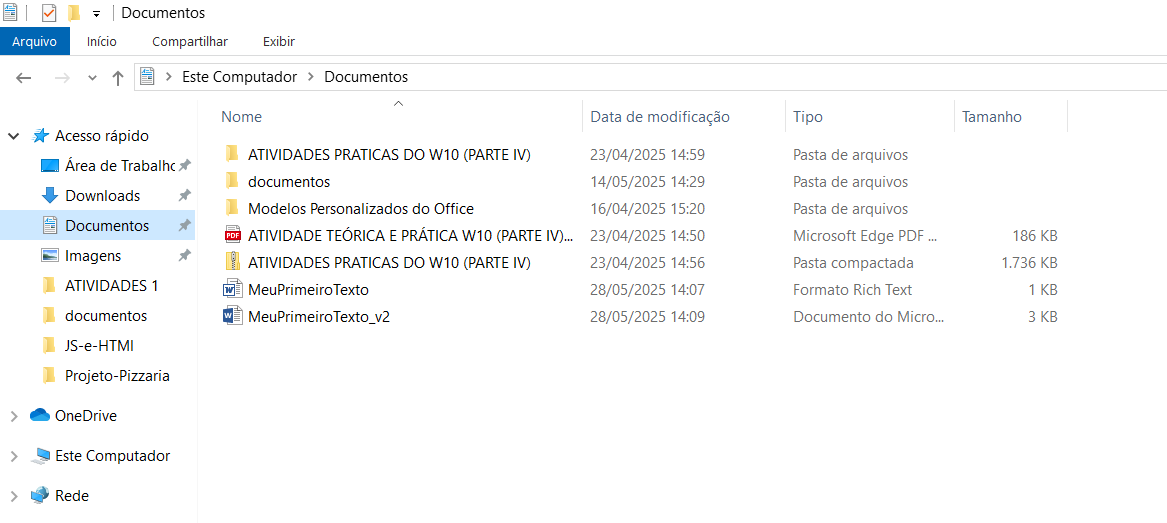 Documentos
Arquivo Início Compartilhar Exibir
Este Computador Documentos
Nome Data de modificação Tipo Tamanho
Acesso rápido
Área de Trabalho
Downloads
Documentos
Imagens
ATIVIDADES 1
documentos
JS-e-HTMl
Projeto-Pizzaria
OneDrive
Este Computador
Rede
ATIVIDADES PRATICAS DO W10 (PARTE IV) 23/04/2025 14:59 Pasta de arquivos
documentos 14/05/2025 14:29 Pasta de arquivos
Modelos Personalizados do Office 16/04/2025 15:20 Pasta de arquivos
PDF ATIVIDADE TEÓRICA E PRÁTICA W10 (PARTE IV)... 23/04/2025 14:50 Microsoft Edge PDF ... 186 KB
ATIVIDADES PRATICAS DO W10 (PARTE IV) 23/04/2025 14:56 Pasta compactada 1.736 KB
W MeuPrimeiroTexto 28/05/2025 14:07 Formato Rich Text 1 KB
W MeuPrimeiroTexto_v2 28/05/2025 14:09 Documento do Micro... 3 KB